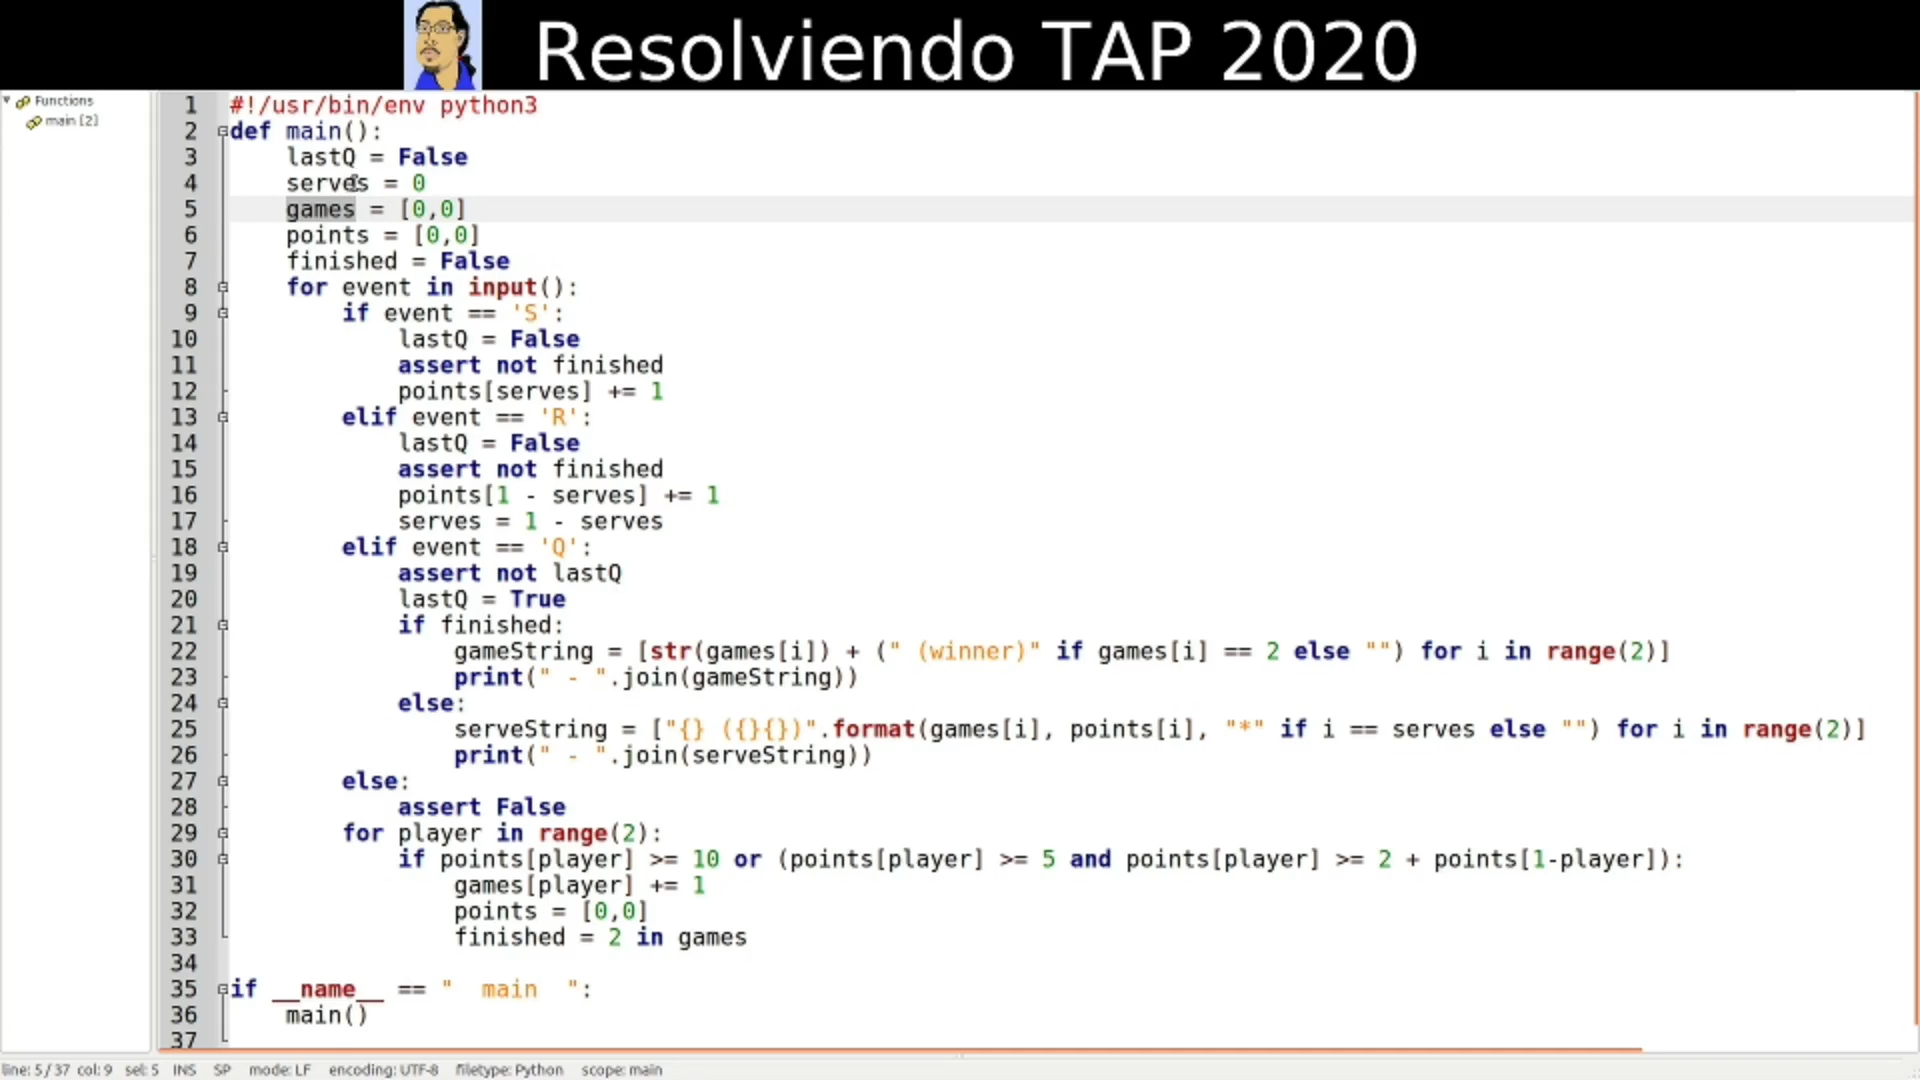 Resolviendo TAP 2020
Functions
main [2]
1 #!/usr/bin/env python3
2 def main():
3     lastQ = False
4     serves = 0
5     games = [0,0]
6     points = [0,0]
7     finished = False
8     for event in input():
9         if event == 'S':
10             lastQ = False
11             assert not finished
12             points[serves] += 1
13         elif event == 'R':
14             lastQ = False
15             assert not finished
16             points[1 - serves] += 1
17             serves = 1 - serves
18         elif event == 'Q':
19             assert not lastQ
20             lastQ = True
21             if finished:
22                 gameString = [str(games[i]) + (" (winner)" if games[i] == 2 else "") for i in range(2)]
23                 print(" - ".join(gameString))
24             else:
25                 serveString = ["{} ({}{})".format(games[i], points[i], "*" if i == serves else "") for i in range(2)]
26                 print(" - ".join(serveString))
27         else:
28             assert False
29         for player in range(2):
30             if points[player] >= 10 or (points[player] >= 5 and points[player] >= 2 + points[1-player]):
31                 games[player] += 1
32                 points = [0,0]
33                 finished = 2 in games
34
35 if __name__ == "  main  ":
36     main()
37
line: 5 / 37 col: 9 sel: 5 INS SP mode: LF encoding: UTF-8 filetype: Python scope: main